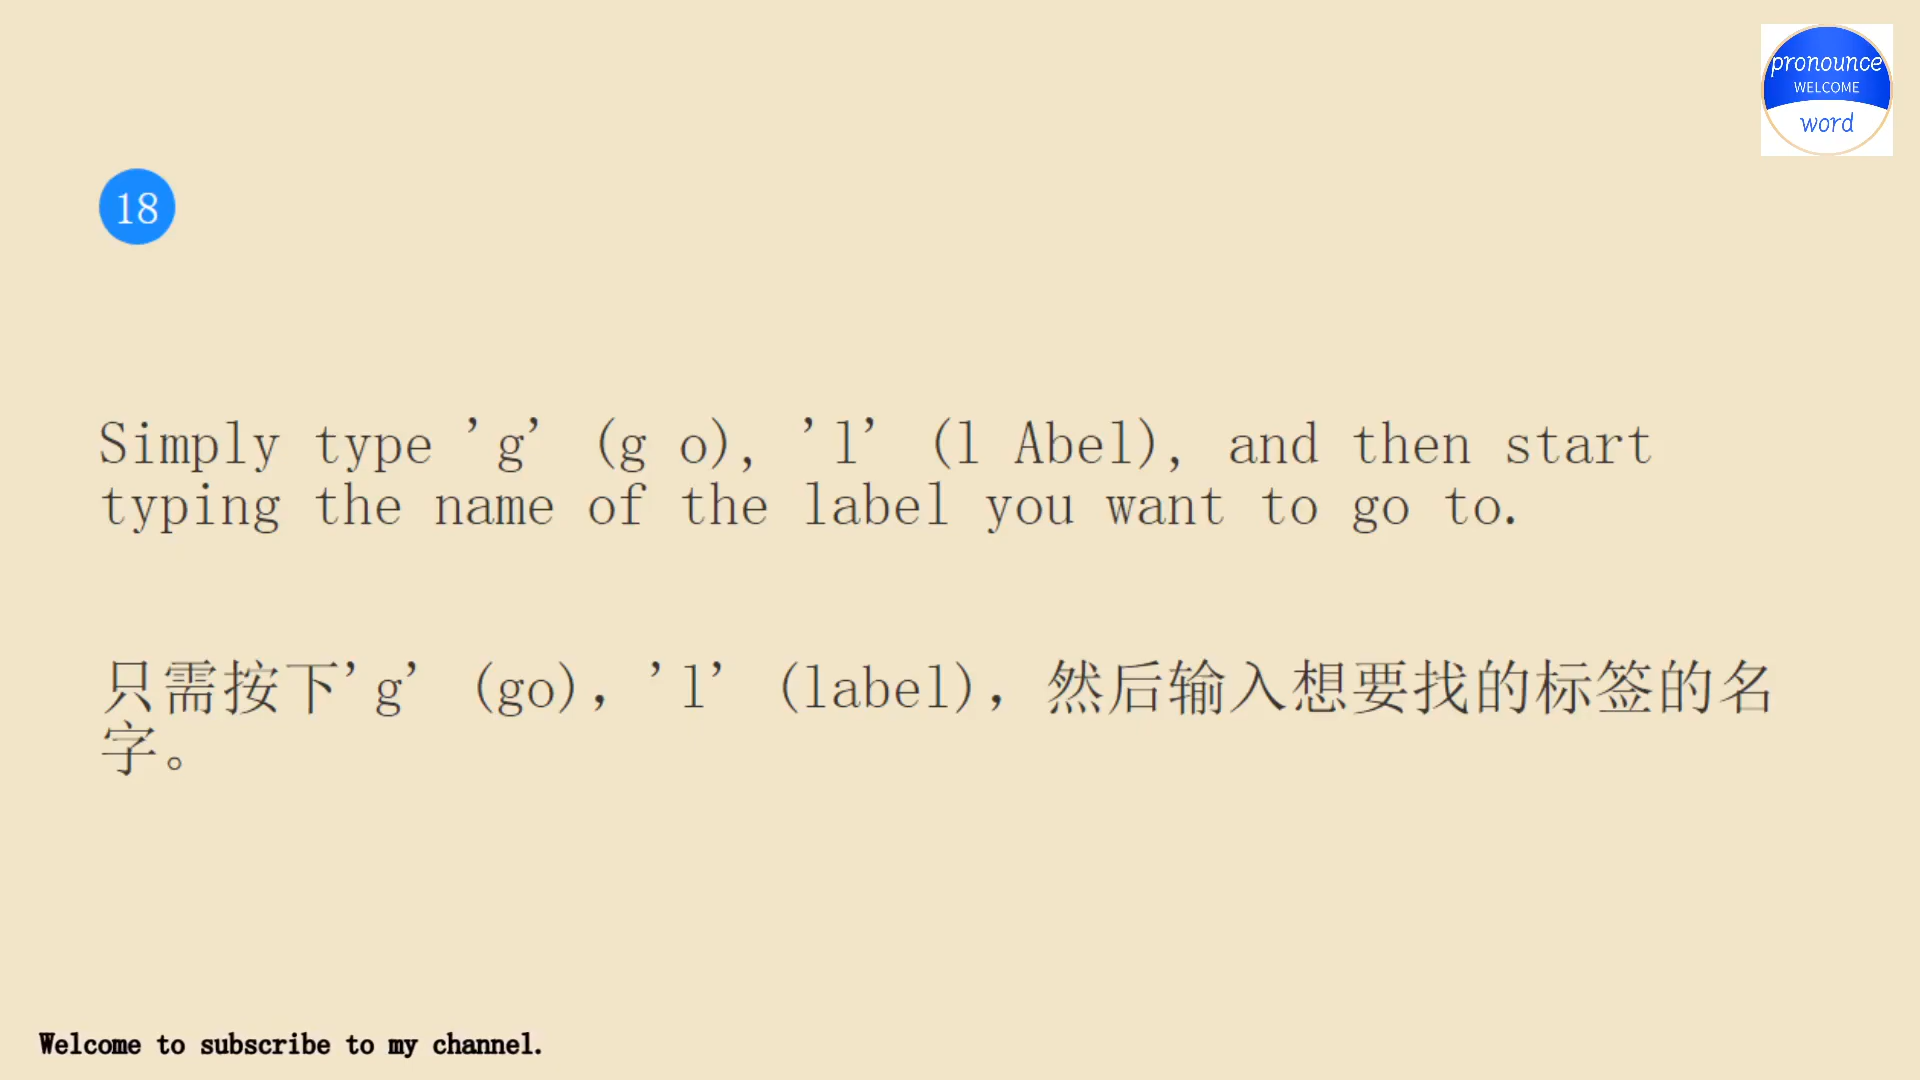 pronounce
WELCOME
word
18
Simply type 'g' (g o), 'l' (l Abel), and then start
typing the name of the label you want to go to.
只需按下'g' (go)，'l' (label)，然后输入想要找的标签的名
字。
Welcome to subscribe to my channel.